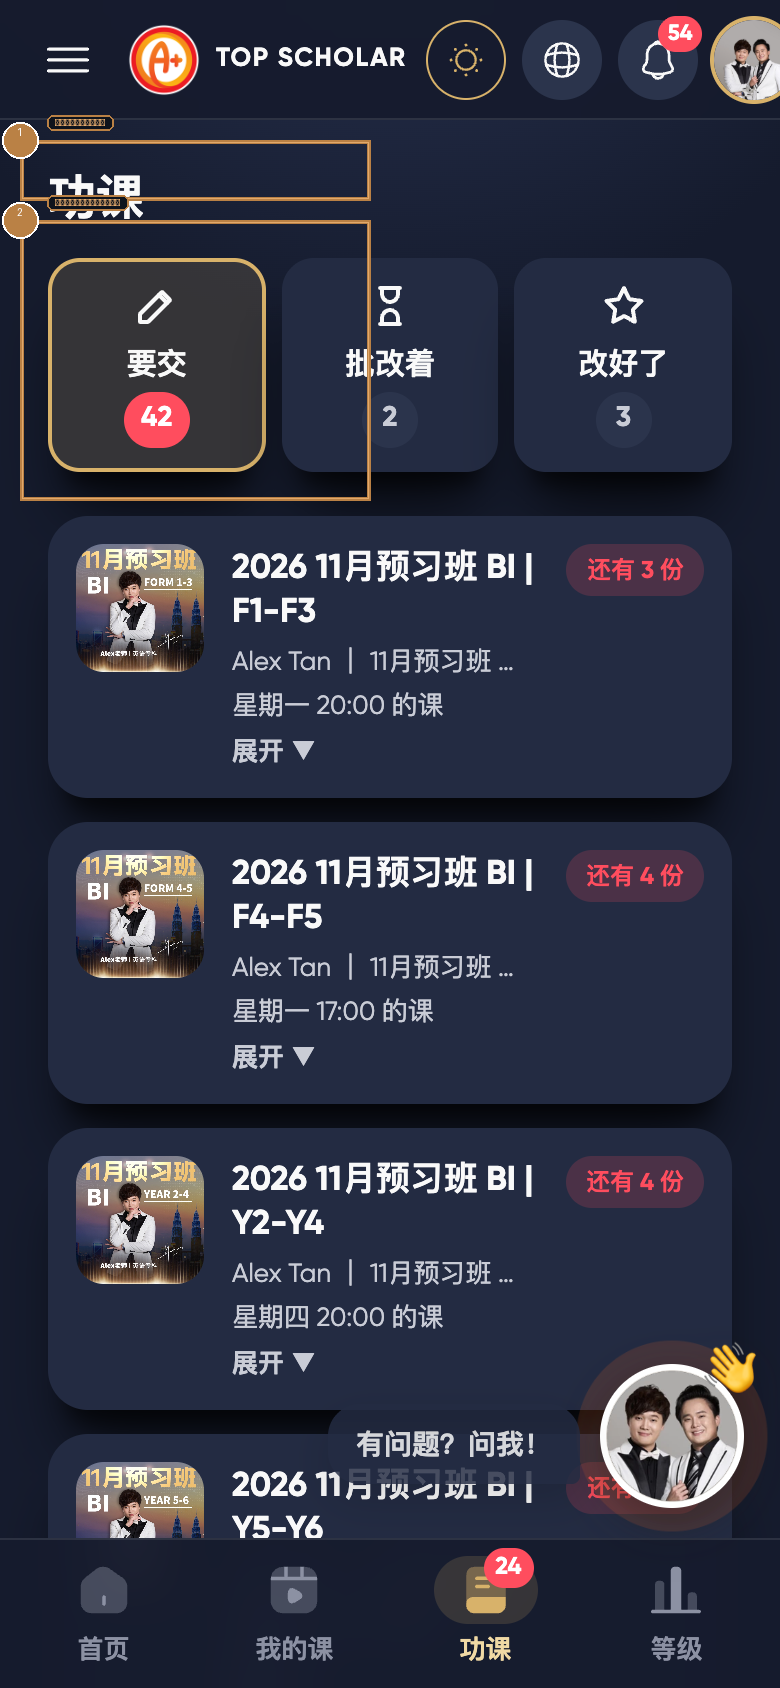 TOP SCHOLAR
54
1
功课
2
要交
42
批改着
2
改好了
3
11月预习班
BI
FORM 1-3
2026 11月预习班 BI |
F1-F3
还有 3 份
Alex Tan | 11月预习班 ...
星期一 20:00 的课
展开 ▼
11月预习班
BI
FORM 4-5
2026 11月预习班 BI |
F4-F5
还有 4 份
Alex Tan | 11月预习班 ...
星期一 17:00 的课
展开 ▼
11月预习班
BI
YEAR 2-4
2026 11月预习班 BI |
Y2-Y4
还有 4 份
Alex Tan | 11月预习班 ...
星期四 20:00 的课
展开 ▼
有问题？问我！
11月预习班
BI
YEAR 5-6
2026 11月预习班 BI |
Y5-Y6
还有
首页
我的课
24
功课
等级